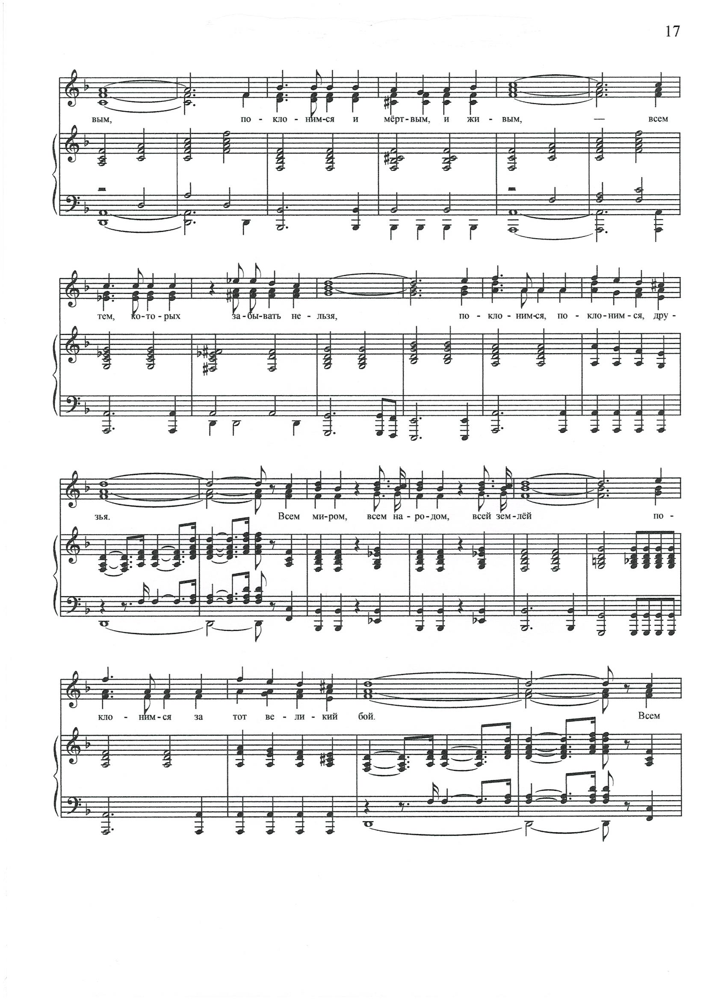 17
вым, по - кло - ним-ся и мёрт-вым, и жи - вым, — всем
тем, ко-то-рых за-бы-вать не - льзя, по - кло - ним-ся, по - кло-ним - ся, дру -
зья. Всем ми-ром, всем на - ро-дом, всей зем-лёй по -
кло - ним-ся за тот ве - ли - кий бой. Всем